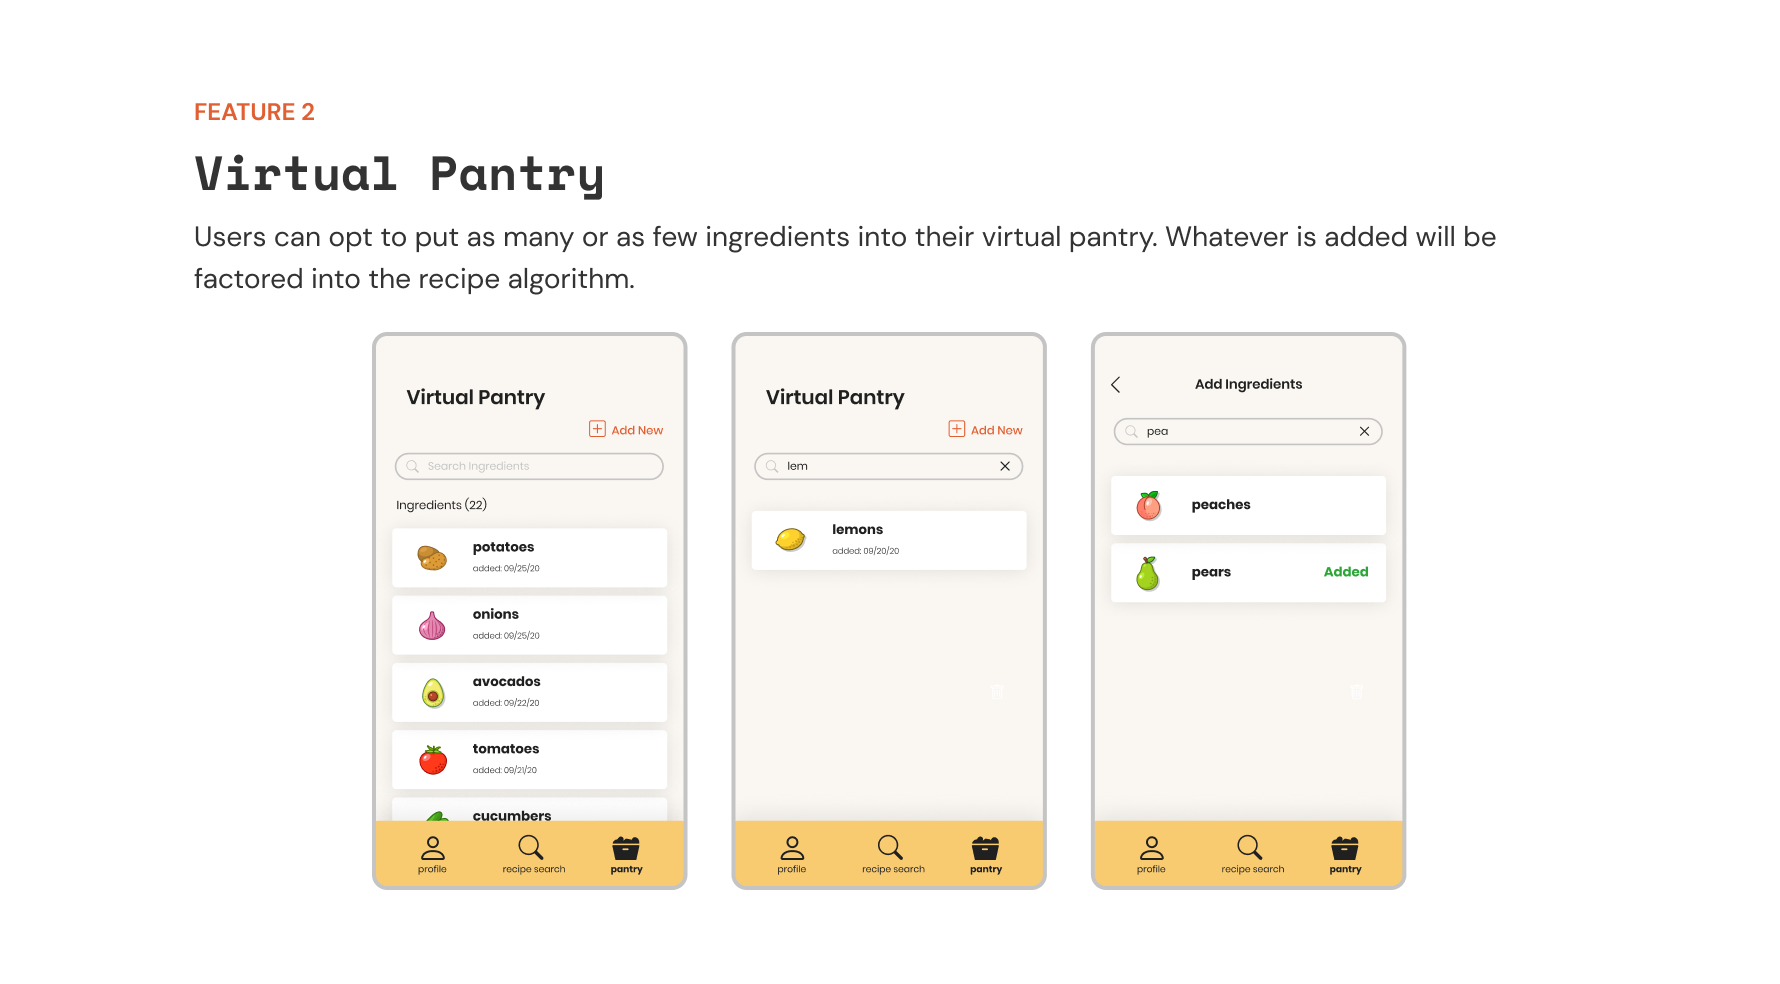 FEATURE 2
Virtual Pantry
Users can opt to put as many or as few ingredients into their virtual pantry. Whatever is added will be
factored into the recipe algorithm.
Virtual Pantry
Add New
Search Ingredients
Ingredients (22)
potatoes
added: 09/25/20
onions
added: 09/25/20
avocados
added: 09/22/20
tomatoes
added: 09/21/20
cucumbers
profile
recipe search
pantry
Virtual Pantry
Add New
lem
lemons
added: 09/20/20
profile
recipe search
pantry
Add Ingredients
pea
peaches
pears
Added
profile
recipe search
pantry